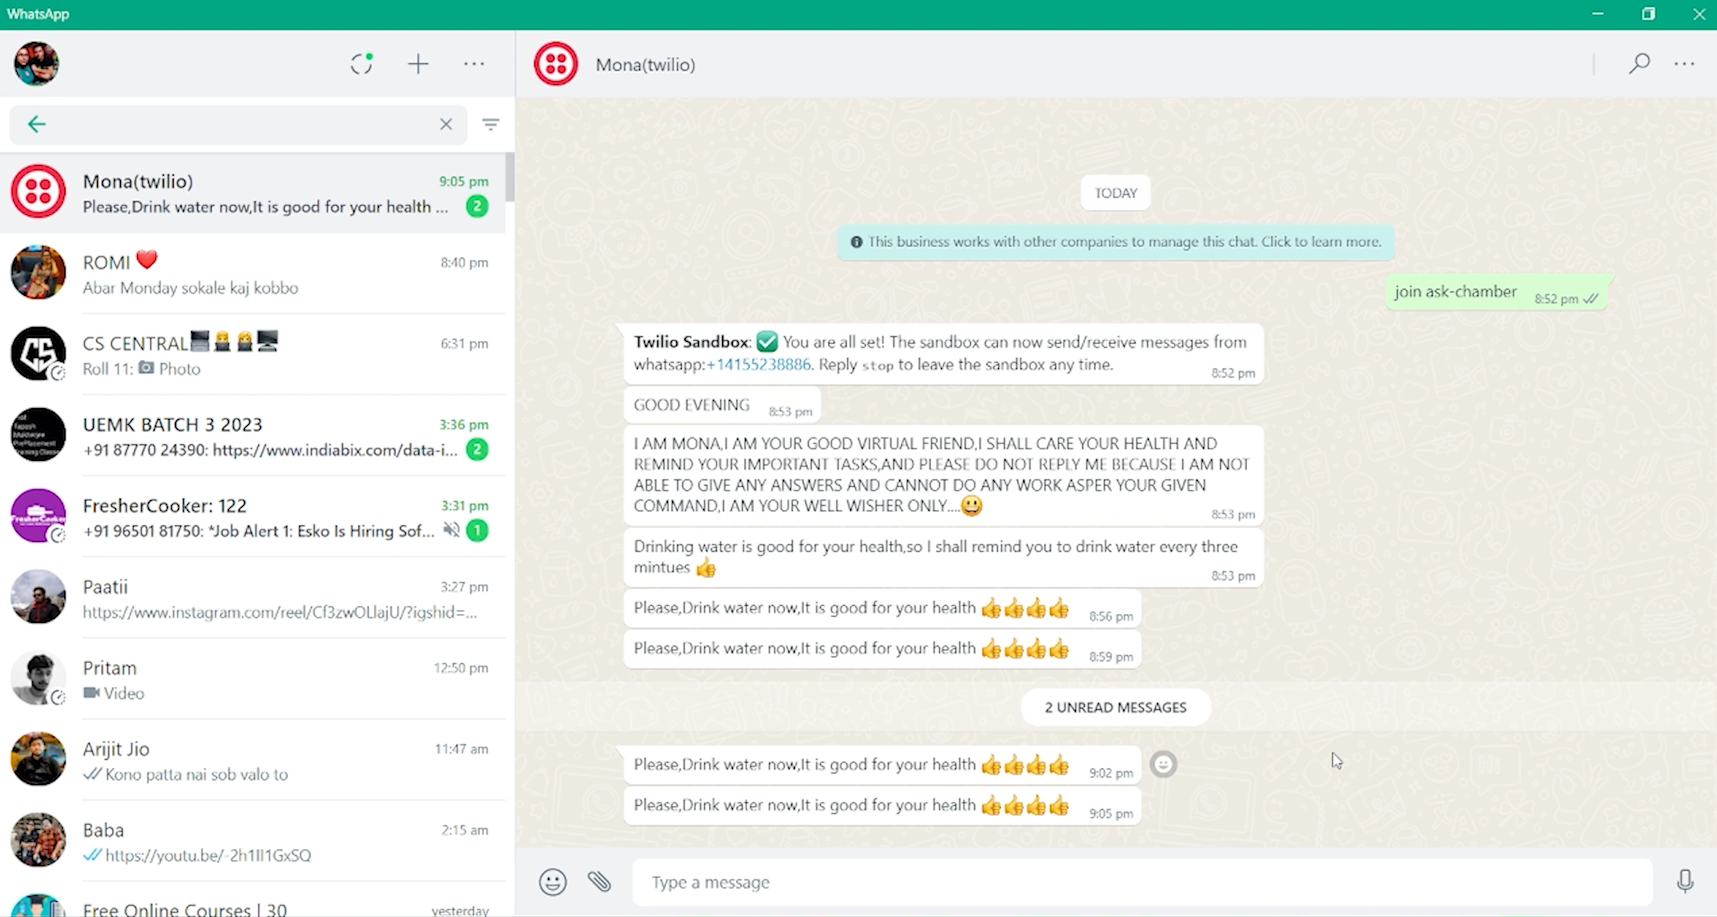 WhatsApp
Mona(twilio)
Mona(twilio)
9:05 pm
Please,Drink water now,It is good for your health ...
2
ROMI ❤️
8:40 pm
Abar Monday sokale kaj kobbo
CS CENTRAL
6:31 pm
Roll 11: Photo
UEMK BATCH 3 2023
3:36 pm
+91 87770 24390: https://www.indiabix.com/data-i...
2
FresherCooker: 122
3:31 pm
+91 96501 81750: *Job Alert 1: Esko Is Hiring Sof...
1
Paatii
3:27 pm
https://www.instagram.com/reel/Cf3zwOLlajU/?igshid=...
Pritam
12:50 pm
Video
Arijit Jio
11:47 am
Kono patta nai sob valo to
Baba
2:15 am
https://youtu.be/-2h1II1GxSQ
Free Online Courses | 30
yesterday
TODAY
This business works with other companies to manage this chat. Click to learn more.
join ask-chamber 8:52 pm
Twilio Sandbox: ✅ You are all set! The sandbox can now send/receive messages from
whatsapp:+14155238886. Reply stop to leave the sandbox any time.
8:52 pm
GOOD EVENING 8:53 pm
I AM MONA,I AM YOUR GOOD VIRTUAL FRIEND,I SHALL CARE YOUR HEALTH AND
REMIND YOUR IMPORTANT TASKS,AND PLEASE DO NOT REPLY ME BECAUSE I AM NOT
ABLE TO GIVE ANY ANSWERS AND CANNOT DO ANY WORK ASPER YOUR GIVEN
COMMAND,I AM YOUR WELL WISHER ONLY....😀
8:53 pm
Drinking water is good for your health,so I shall remind you to drink water every three
mintues 👍
8:53 pm
Please,Drink water now,It is good for your health 👍👍👍👍 8:56 pm
Please,Drink water now,It is good for your health 👍👍👍👍 8:59 pm
2 UNREAD MESSAGES
Please,Drink water now,It is good for your health 👍👍👍👍 9:02 pm
Please,Drink water now,It is good for your health 👍👍👍👍 9:05 pm
Type a message